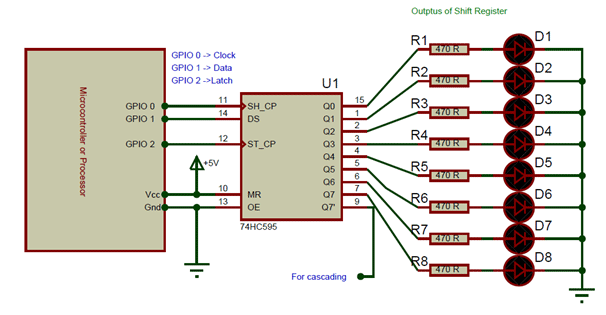 Outptus of Shift Register
GPIO 0 -> Clock
GPIO 1 -> Data
GPIO 2 ->Latch
Microcontroller or Processor
GPIO 0
GPIO 1
GPIO 2
Vcc
Gnd
+5V
U1
11
14
12
10
13
SH_CP
DS
ST_CP
MR
OE
Q0
Q1
Q2
Q3
Q4
Q5
Q6
Q7
Q7'
15
1
2
3
4
5
6
7
9
74HC595
For cascading
R1 470 R D1
R2 470 R D2
R3 470 R D3
R4 470 R D4
R5 470 R D5
R6 470 R D6
R7 470 R D7
R8 470 R D8